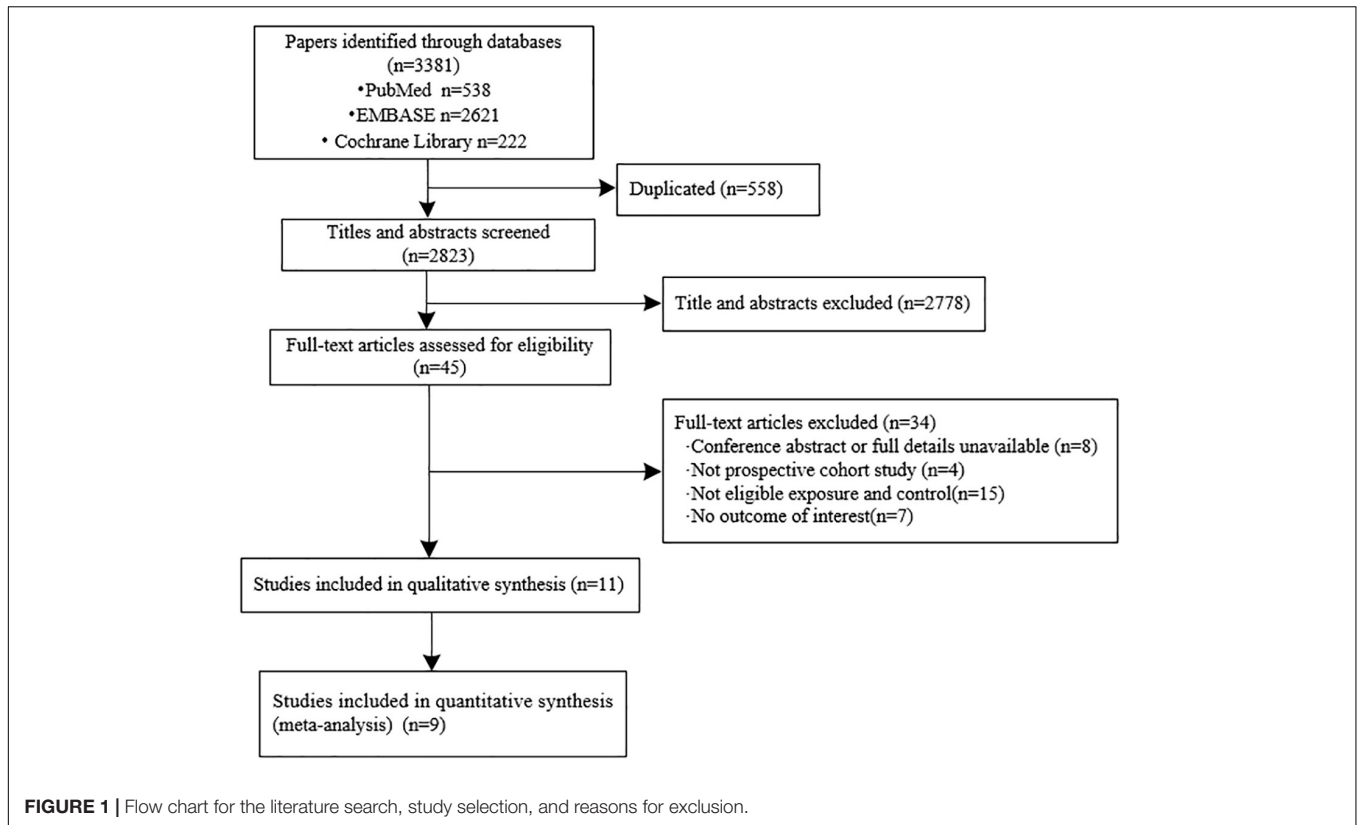 Papers identified through databases
(n=3381)
•PubMed n=538
•EMBASE n=2621
• Cochrane Library n=222
Duplicated (n=558)
Titles and abstracts screened
(n=2823)
Title and abstracts excluded (n=2778)
Full-text articles assessed for eligibility
(n=45)
Full-text articles excluded (n=34)
·Conference abstract or full details unavailable (n=8)
·Not prospective cohort study (n=4)
·Not eligible exposure and control(n=15)
·No outcome of interest(n=7)
Studies included in qualitative synthesis (n=11)
Studies included in quantitative synthesis
(meta-analysis) (n=9)
FIGURE 1 | Flow chart for the literature search, study selection, and reasons for exclusion.